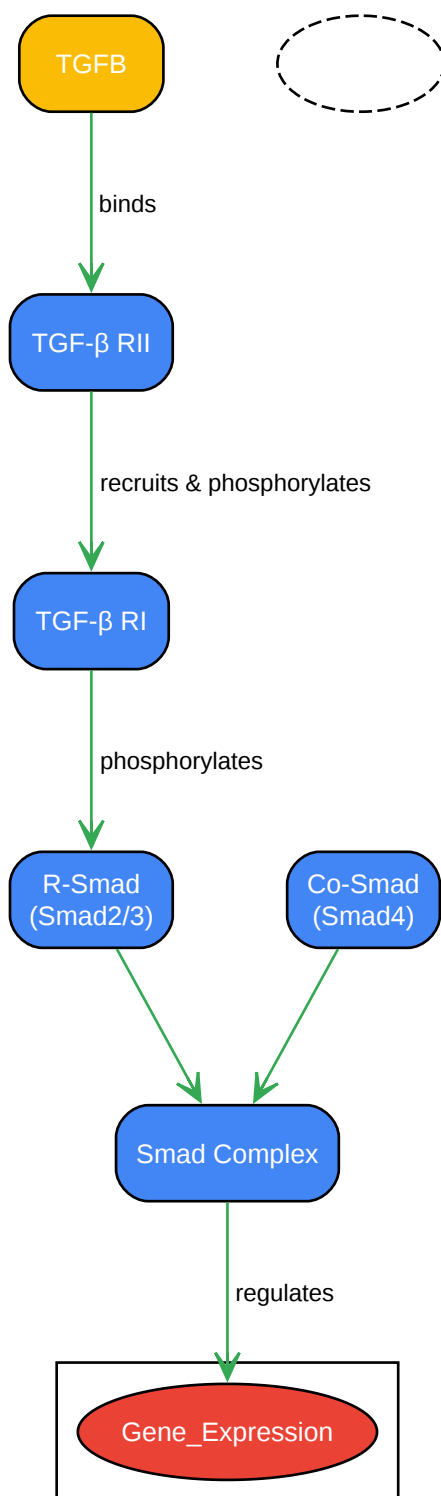 TGFB
binds
TGF-β RII
recruits & phosphorylates
TGF-β RI
phosphorylates
R-Smad
(Smad2/3)
Co-Smad
(Smad4)
Smad Complex
regulates
Gene_Expression